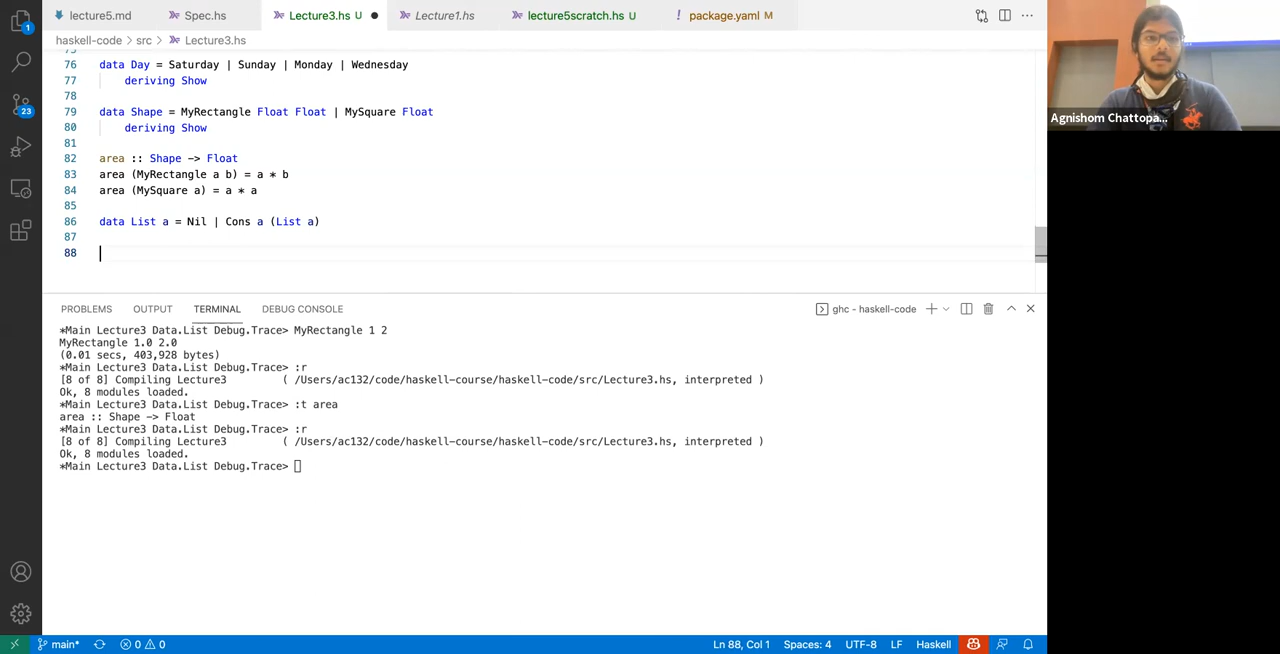 lecture5.md Spec.hs Lecture3.hs U Lecture1.hs lecture5scratch.hs U ! package.yaml M
haskell-code > src > Lecture3.hs
75
76 data Day = Saturday | Sunday | Monday | Wednesday
77 deriving Show
78
79 data Shape = MyRectangle Float Float | MySquare Float
80 deriving Show
81
82 area :: Shape -> Float
83 area (MyRectangle a b) = a * b
84 area (MySquare a) = a * a
85
86 data List a = Nil | Cons a (List a)
87
88
1
23
Agnishom Chattopa...
PROBLEMS OUTPUT TERMINAL DEBUG CONSOLE ghc - haskell-code
*Main Lecture3 Data.List Debug.Trace> MyRectangle 1 2
MyRectangle 1.0 2.0
(0.01 secs, 403,928 bytes)
*Main Lecture3 Data.List Debug.Trace> :r
[8 of 8] Compiling Lecture3 ( /Users/ac132/code/haskell-course/haskell-code/src/Lecture3.hs, interpreted )
Ok, 8 modules loaded.
*Main Lecture3 Data.List Debug.Trace> :t area
area :: Shape -> Float
*Main Lecture3 Data.List Debug.Trace> :r
[8 of 8] Compiling Lecture3 ( /Users/ac132/code/haskell-course/haskell-code/src/Lecture3.hs, interpreted )
Ok, 8 modules loaded.
*Main Lecture3 Data.List Debug.Trace>
main* 0 0 Ln 88, Col 1 Spaces: 4 UTF-8 LF Haskell